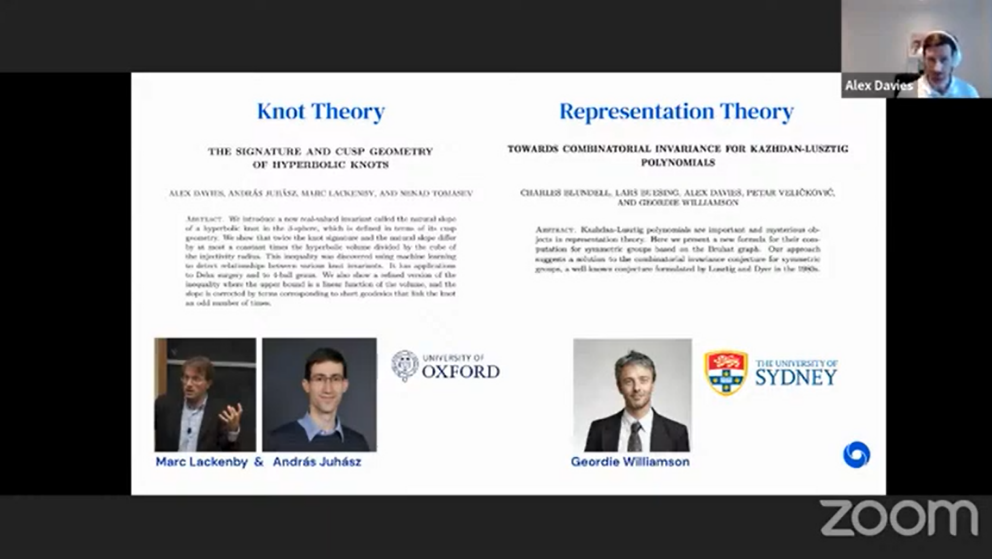 Alex Davies
Knot Theory
THE SIGNATURE AND CUSP GEOMETRY
OF HYPERBOLIC KNOTS
ALEX DAVIES, ANDRÁS JUHÁSZ, MARC LACKENBY, AND NENAD TOMASEV
ABSTRACT. We introduce a new real-valued invariant called the natural slope
of a hyperbolic knot in the 3-sphere, which is defined in terms of its cusp
geometry. We show that twice the knot signature and the natural slope differ
by at most a constant times the hyperbolic volume divided by the cube of
the injectivity radius. This inequality was discovered using machine learning
to detect relationships between various knot invariants. It has applications
to Dehn surgery and to 4-ball genus. We also show a refined version of the
inequality where the upper bound is a linear function of the volume, and the
slope is corrected by terms corresponding to short geodesics that link the knot
an odd number of times.
Marc Lackenby & András Juhász
UNIVERSITY OF
OXFORD
Representation Theory
TOWARDS COMBINATORIAL INVARIANCE FOR KAZHDAN-LUSZTIG
POLYNOMIALS
CHARLES BLUNDELL, LARS BUESING, ALEX DAVIES, PETAR VELIČKOVIĆ,
AND GEORDIE WILLIAMSON
ABSTRACT. Kazhdan-Lusztig polynomials are important and mysterious ob-
jects in representation theory. Here we present a new formula for their com-
putation for symmetric groups based on the Bruhat graph. Our approach
suggests a solution to the combinatorial invariance conjecture for symmetric
groups, a well-known conjecture formulated by Lusztig and Dyer in the 1980s.
Geordie Williamson
THE UNIVERSITY OF
SYDNEY
zoom